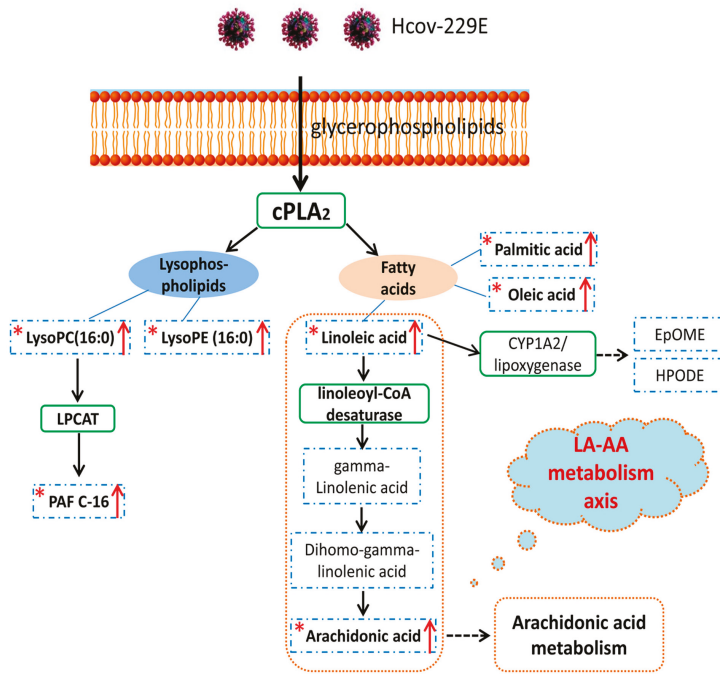 Hcov-229E
glycerophospholipids
cPLA₂
Lysophos-
pholipids
Fatty
acids
* Palmitic acid
* Oleic acid
* LysoPC(16:0)
* LysoPE (16:0)
* Linoleic acid
CYP1A2/
lipoxygenase
EpOME
HPODE
LPCAT
linoleoyl-CoA
desaturase
gamma-
Linolenic acid
LA-AA
metabolism
axis
* PAF C-16
Dihomo-gamma-
linolenic acid
* Arachidonic acid
Arachidonic acid
metabolism